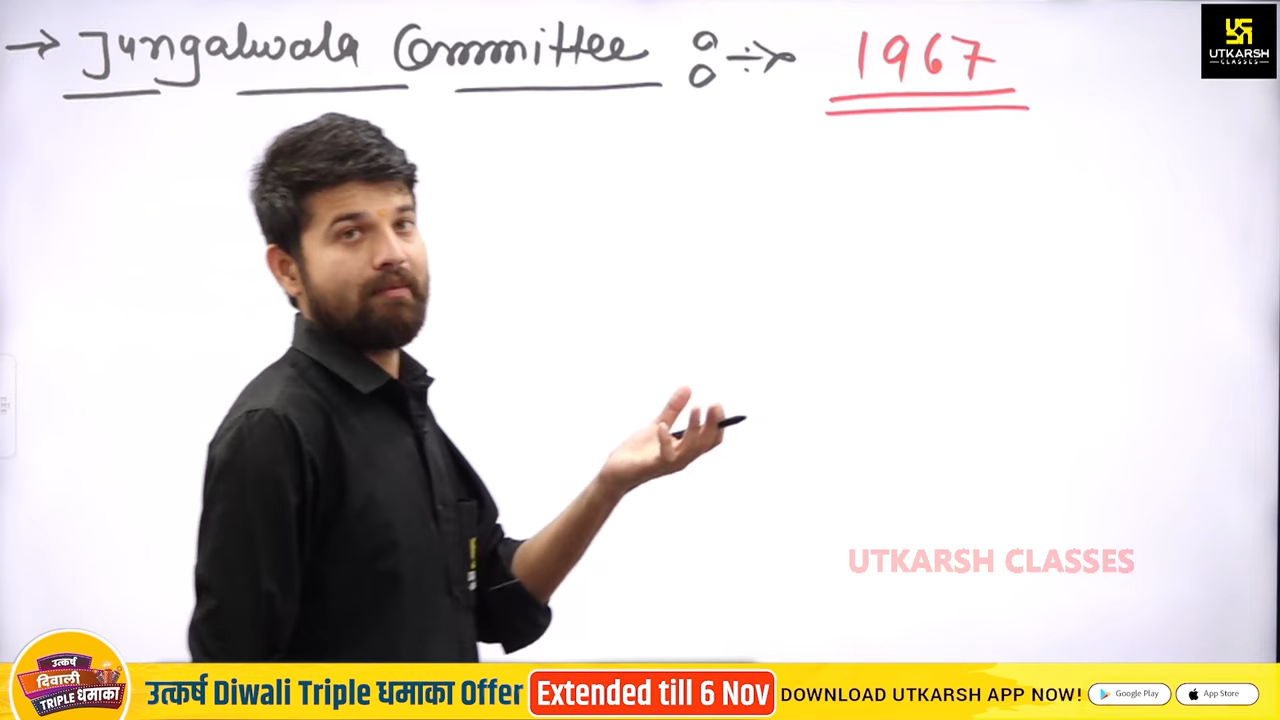 → Jungalwala Committee : ÷> 1967
UTKARSH
CLASSES
UTKARSH CLASSES
उत्कर्ष
दिवाली
TRIPLE धमाका
उत्कर्ष Diwali Triple धमाका Offer Extended till 6 Nov DOWNLOAD UTKARSH APP NOW! Google Play App Store